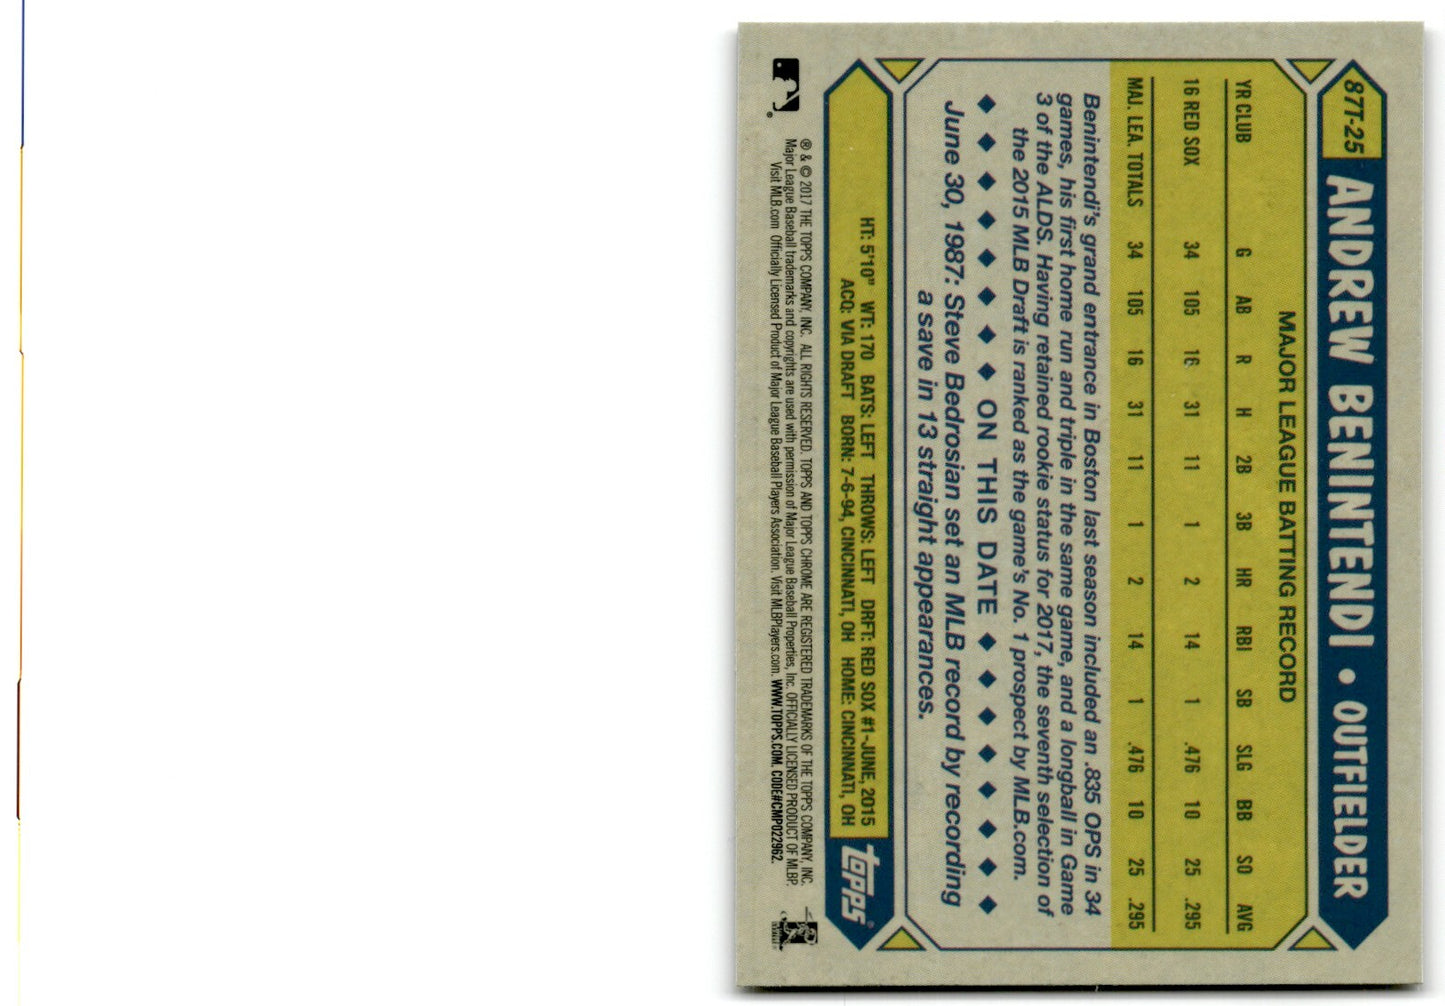 87T-25
ANDREW BENINTENDI • OUTFIELDER
MAJOR LEAGUE BATTING RECORD
YR CLUB G AB R H 2B 3B HR RBI SB SLG BB SO AVG
16 RED SOX 34 105 16 31 11 1 2 14 1 .476 10 25 .295
MAJ. LEA. TOTALS 34 105 16 31 11 1 2 14 1 .476 10 25 .295
Benintendi's grand entrance in Boston last season included an .835 OPS in 34
games, his first home run and triple in the same game, and a longball in Game
3 of the ALDS. Having retained rookie status for 2017, the seventh selection of
the 2015 MLB Draft is ranked as the game's No. 1 prospect by MLB.com.
ON THIS DATE
June 30, 1987: Steve Bedrosian set an MLB record by recording
a save in 13 straight appearances.
HT: 5'10" WT: 170 BATS: LEFT THROWS: LEFT DRFT: RED SOX #1-JUNE, 2015
ACQ: VIA DRAFT BORN: 7-6-94, CINCINNATI, OH HOME: CINCINNATI, OH
topps®
® & © 2017 THE TOPPS COMPANY, INC. ALL RIGHTS RESERVED. TOPPS AND TOPPS CHROME ARE REGISTERED TRADEMARKS OF THE TOPPS COMPANY, INC.
Major League Baseball trademarks and copyrights are used with permission of Major League Baseball Properties, Inc. OFFICIALLY LICENSED PRODUCT OF MLBP.
Visit MLB.com Officially Licensed Product of Major League Baseball Players Association. Visit MLBPlayers.com. WWW.TOPPS.COM. CODE#CMP022962.